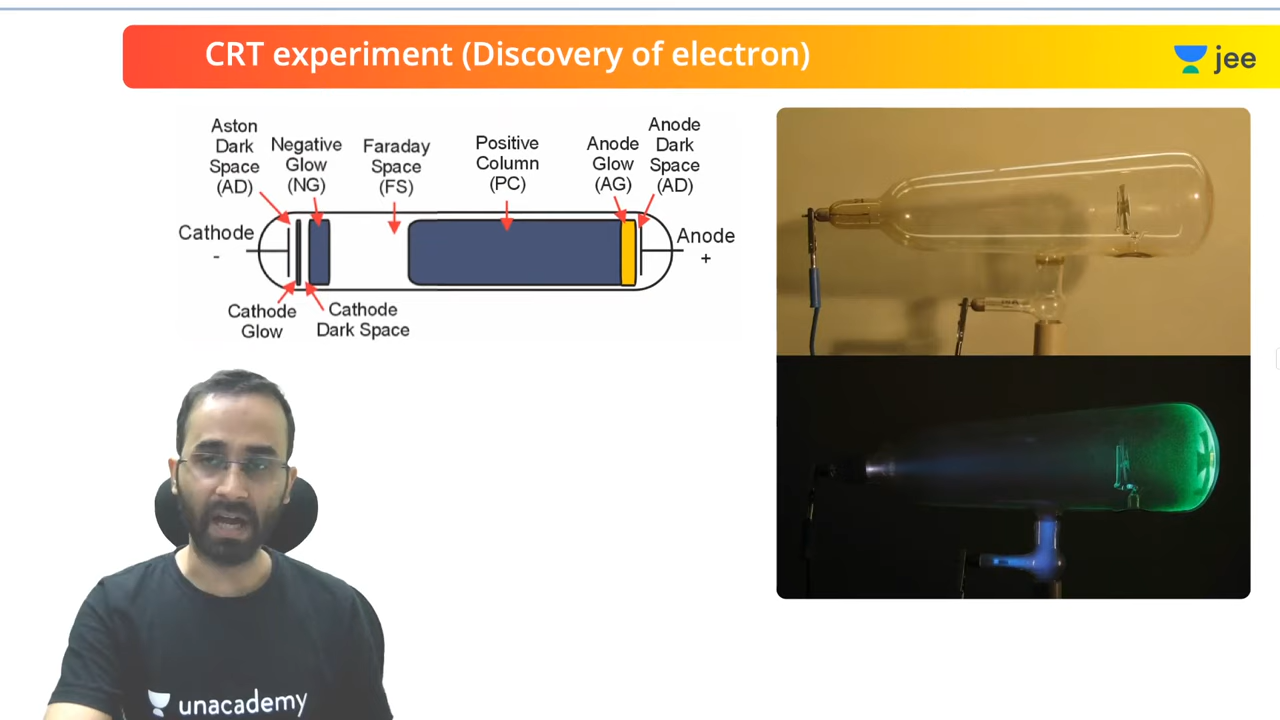 CRT experiment (Discovery of electron)
jee
Aston
Dark
Space
(AD)
Negative
Glow
(NG)
Faraday
Space
(FS)
Positive
Column
(PC)
Anode
Glow
(AG)
Anode
Dark
Space
(AD)
Cathode
-
Anode
+
Cathode
Glow
Cathode
Dark Space
unacademy